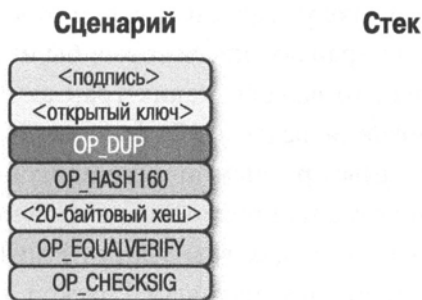 Сценарий Стек
<подпись>
<открытый ключ>
OP_DUP
OP_HASH160
<20-байтовый хеш>
OP_EQUALVERIFY
OP_CHECKSIG